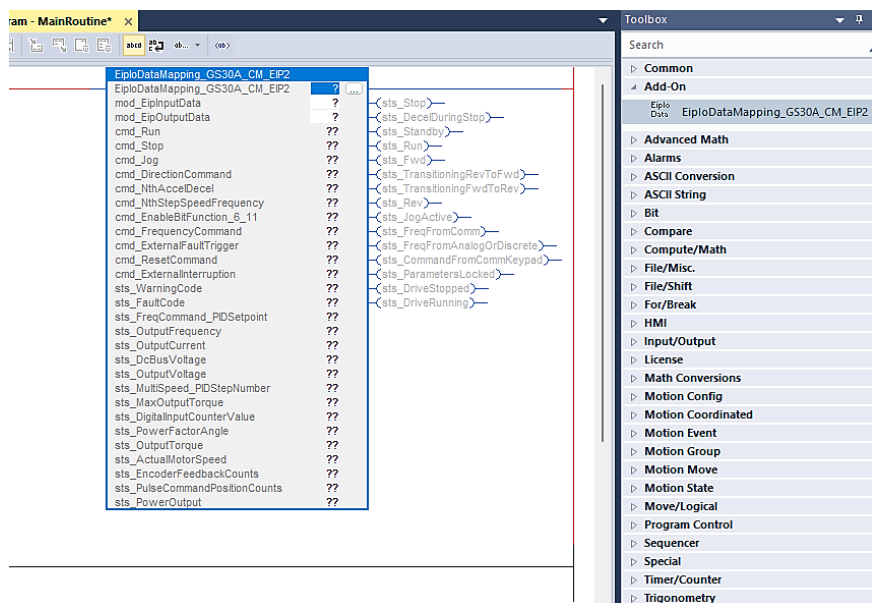 ram - MainRoutine* ×
abcd ab... <ab>
EiploDataMapping_GS30A_CM_EIP2
EiploDataMapping_GS30A_CM_EIP2 ? ...
mod_EipInputData ? (sts_Stop)
mod_EipOutputData ? (sts_DecelDuringStop)
cmd_Run ?? (sts_Standby)
cmd_Stop ?? (sts_Run)
cmd_Jog ?? (sts_Fwd)
cmd_DirectionCommand ?? (sts_TransitioningRevToFwd)
cmd_NthAccelDecel ?? (sts_TransitioningFwdToRev)
cmd_NthStepSpeedFrequency ?? (sts_Rev)
cmd_EnableBitFunction_6_11 ?? (sts_JogActive)
cmd_FrequencyCommand ?? (sts_FreqFromComm)
cmd_ExternalFaultTrigger ?? (sts_FreqFromAnalogOrDiscrete)
cmd_ResetCommand ?? (sts_CommandFromCommKeypad)
cmd_ExternalInterruption ?? (sts_ParametersLocked)
sts_WarningCode ?? (sts_DriveStopped)
sts_FaultCode ?? (sts_DriveRunning)
sts_FreqCommand_PIDSetpoint ??
sts_OutputFrequency ??
sts_OutputCurrent ??
sts_DcBusVoltage ??
sts_OutputVoltage ??
sts_MultiSpeed_PIDStepNumber ??
sts_MaxOutputTorque ??
sts_DigitalInputCounterValue ??
sts_PowerFactorAngle ??
sts_OutputTorque ??
sts_ActualMotorSpeed ??
sts_EncoderFeedbackCounts ??
sts_PulseCommandPositionCounts ??
sts_PowerOutput ??
Toolbox
Search
Common
Add-On
Eiplo Data EiploDataMapping_GS30A_CM_EIP2
Advanced Math
Alarms
ASCII Conversion
ASCII String
Bit
Compare
Compute/Math
File/Misc.
File/Shift
For/Break
HMI
Input/Output
License
Math Conversions
Motion Config
Motion Coordinated
Motion Event
Motion Group
Motion Move
Motion State
Move/Logical
Program Control
Sequencer
Special
Timer/Counter
Trigonometry